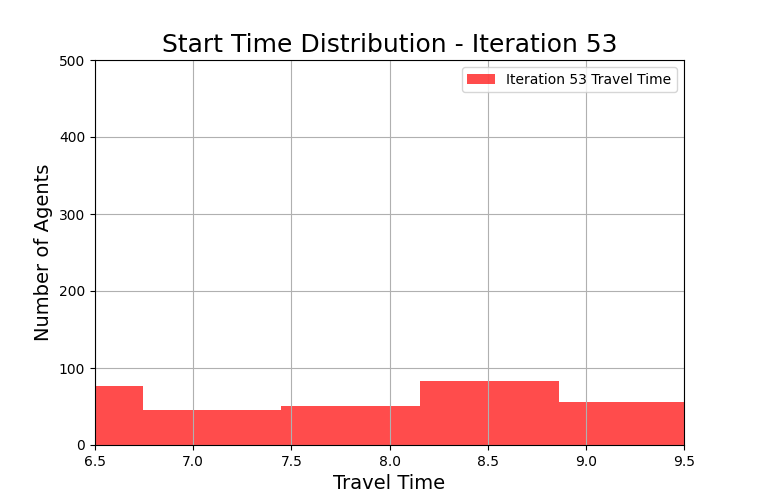 Start Time Distribution - Iteration 53
Iteration 53 Travel Time
Number of Agents
500
400
300
200
100
0
6.5 7.0 7.5 8.0 8.5 9.0 9.5
Travel Time